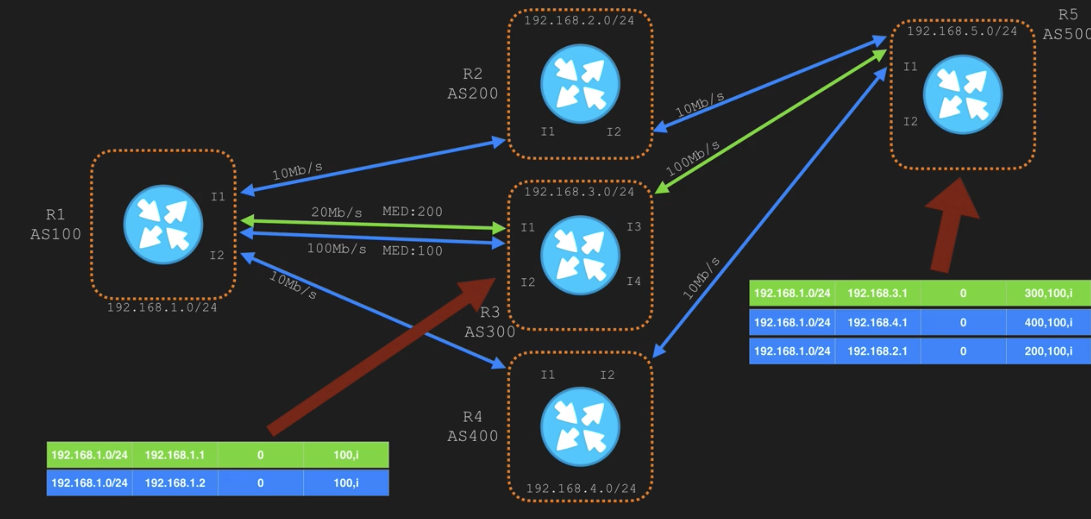 R1
AS100
I1
I2
192.168.1.0/24
10Mb/s
20Mb/s MED:200
100Mb/s MED:100
10Mb/s
R2
AS200
192.168.2.0/24
I1 I2
192.168.3.0/24
I1 I3
I2 I4
R3
AS300
R4
AS400
I1 I2
192.168.4.0/24
10Mb/s
100Mb/s
10Mb/s
R5
AS500
192.168.5.0/24
I1
I2
192.168.1.0/24 192.168.3.1 0 300,100,i
192.168.1.0/24 192.168.4.1 0 400,100,i
192.168.1.0/24 192.168.2.1 0 200,100,i
192.168.1.0/24 192.168.1.1 0 100,i
192.168.1.0/24 192.168.1.2 0 100,i